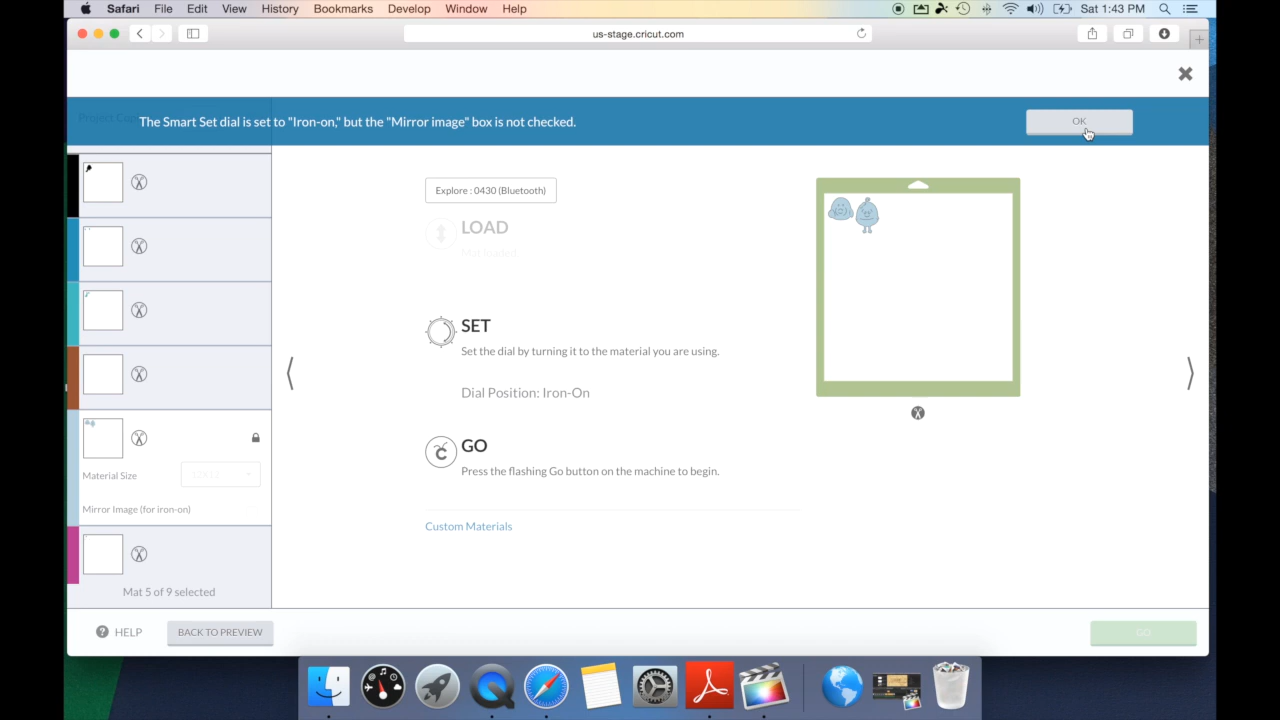 Safari File Edit View History Bookmarks Develop Window Help Sat 1:43 PM
us-stage.cricut.com
The Smart Set dial is set to "Iron-on," but the "Mirror image" box is not checked.
OK
Explore : 0430 (Bluetooth)
LOAD
Mat loaded.
SET
Set the dial by turning it to the material you are using.
Dial Position: Iron-On
GO
Press the flashing Go button on the machine to begin.
Custom Materials
Material Size
Mirror Image (for iron-on)
Mat 5 of 9 selected
HELP
BACK TO PREVIEW
GO